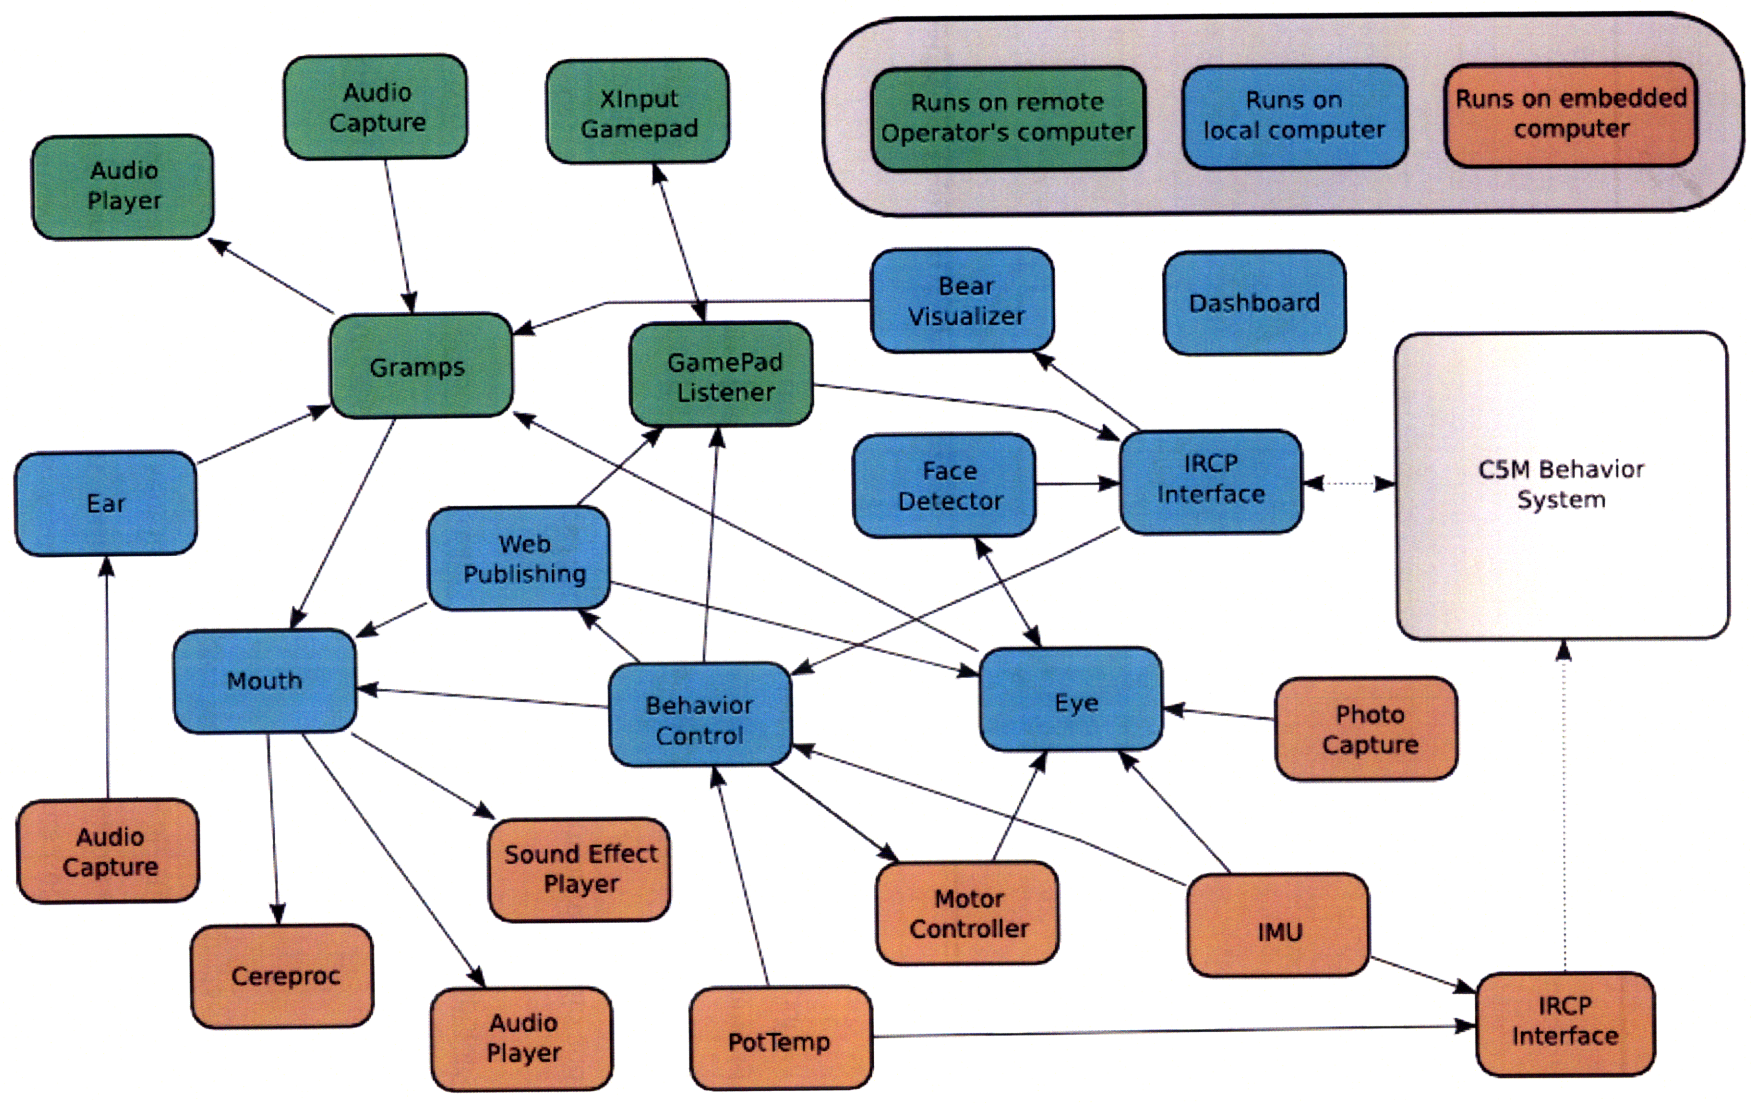 Audio
Capture
XInput
Gamepad
Runs on remote
Operator's computer
Runs on
local computer
Runs on embedded
computer
Audio
Player
Bear
Visualizer
Dashboard
Gramps
GamePad
Listener
Ear
Face
Detector
IRCP
Interface
C5M Behavior
System
Web
Publishing
Mouth
Behavior
Control
Eye
Photo
Capture
Audio
Capture
Sound Effect
Player
Motor
Controller
IMU
Cereproc
Audio
Player
PotTemp
IRCP
Interface